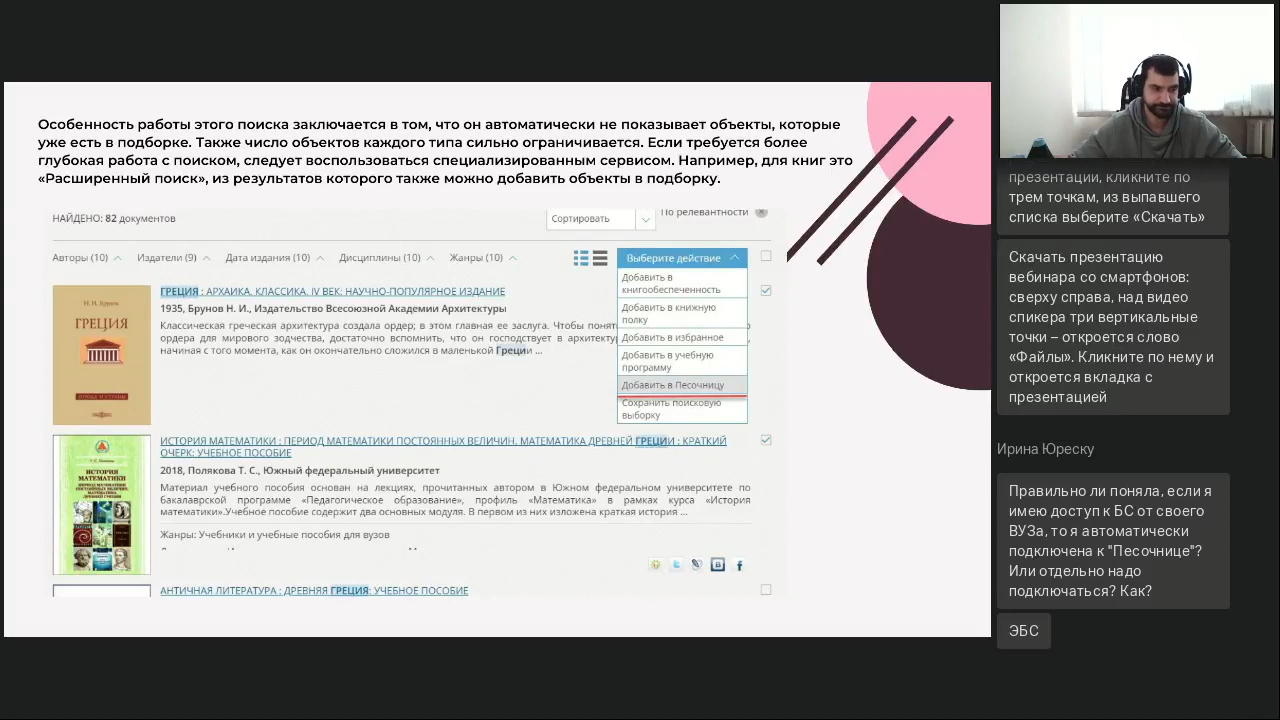 Особенность работы этого поиска заключается в том, что он автоматически не показывает объекты, которые
уже есть в подборке. Также число объектов каждого типа сильно ограничивается. Если требуется более
глубокая работа с поиском, следует воспользоваться специализированным сервисом. Например, для книг это
«Расширенный поиск», из результатов которого также можно добавить объекты в подборку.
НАЙДЕНО: 82 документов
Сортировать
По релевантности
Авторы (10)
Издатели (9)
Дата издания (10)
Дисциплины (10)
Жанры (10)
Выберите действие
Добавить в
книгообеспеченность
Добавить в книжную
полку
Добавить в избранное
Добавить в учебную
программу
Добавить в Песочницу
Сохранить поисковую
выборку
Н. И. Брунов
ГРЕЦИЯ
ГРЕЦИЯ : АРХАИКА. КЛАССИКА. IV ВЕК: НАУЧНО-ПОПУЛЯРНОЕ ИЗДАНИЕ
1935, Брунов Н. И., Издательство Всесоюзной Академии Архитектуры
Классическая греческая архитектура создала ордер; в этом главная ее заслуга. Чтобы
ордера для мирового зодчества, достаточно вспомнить, что он господствует в
начиная с того момента, как он окончательно сложился в маленькой Греции ...
ИСТОРИЯ
МАТЕМАТИКИ
ИСТОРИЯ МАТЕМАТИКИ : ПЕРИОД МАТЕМАТИКИ ПОСТОЯННЫХ ВЕЛИЧИН. МАТЕМАТИКА ДРЕВНЕЙ ГРЕЦИИ : КРАТКИЙ
ОЧЕРК: УЧЕБНОЕ ПОСОБИЕ
2018, Полякова Т. С., Южный федеральный университет
Материал учебного пособия основан на лекциях, прочитанных автором в Южном федеральном университете по
бакалаврской программе «Педагогическое образование», профиль «Математика» в рамках курса «История
математики».Учебное пособие содержит два основных модуля. В первом из них изложена краткая история ...
Жанры: Учебники и учебные пособия для вузов
АНТИЧНАЯ ЛИТЕРАТУРА : ДРЕВНЯЯ ГРЕЦИЯ: УЧЕБНОЕ ПОСОБИЕ
презентации, кликните по
трем точкам, из выпавшего
списка выберите «Скачать»
Скачать презентацию
вебинара со смартфонов:
сверху справа, над видео
спикера три вертикальные
точки – откроется слово
«Файлы». Кликните по нему и
откроется вкладка с
презентацией
Ирина Юреску
Правильно ли поняла, если я
имею доступ к БС от своего
ВУЗа, то я автоматически
подключена к "Песочнице"?
Или отдельно надо
подключаться? Как?
ЭБС